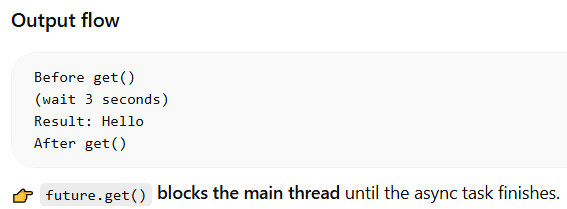 Output flow
Before get()
(wait 3 seconds)
Result: Hello
After get()
👉 future.get() blocks the main thread until the async task finishes.